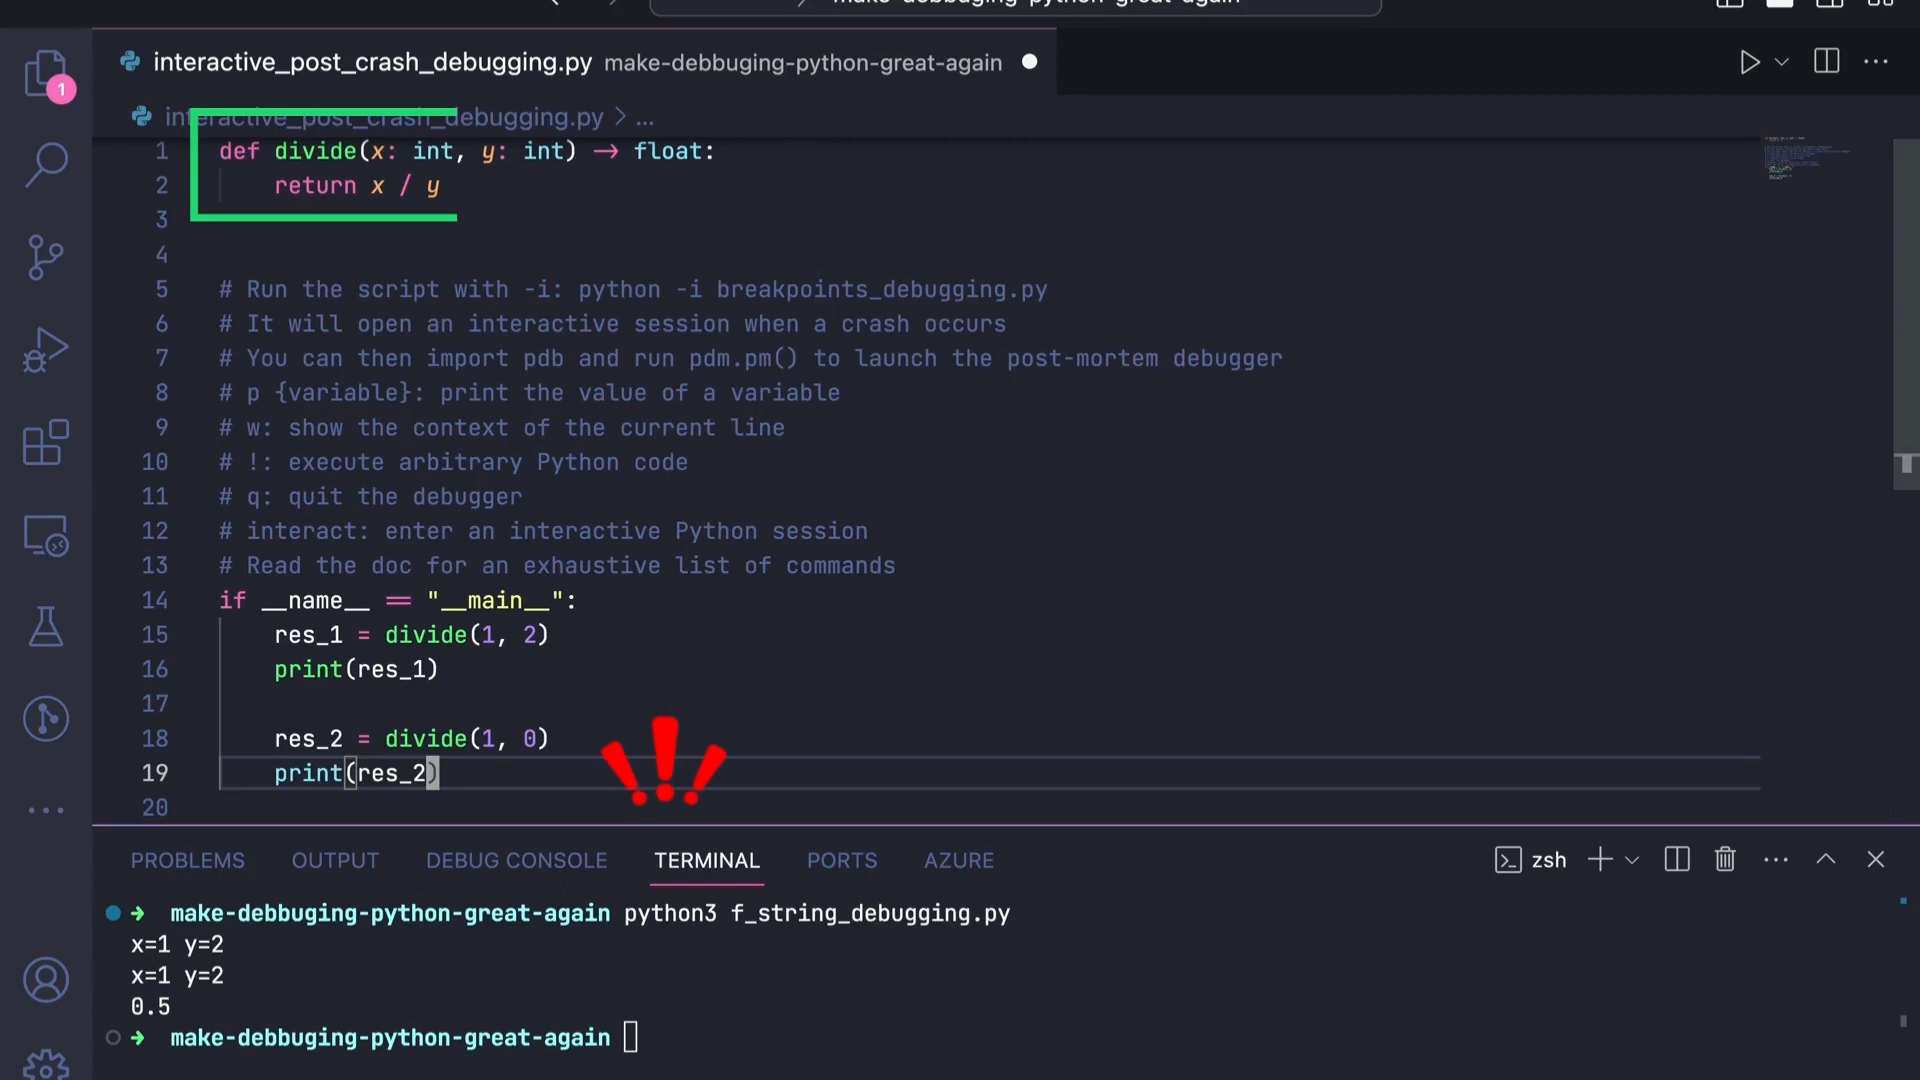 make-debbuging-python-great-again
interactive_post_crash_debugging.py make-debbuging-python-great-again
1
interactive_post_crash_debugging.py > ...
1 def divide(x: int, y: int) → float:
2 return x / y
3
4
5 # Run the script with -i: python -i breakpoints_debugging.py
6 # It will open an interactive session when a crash occurs
7 # You can then import pdb and run pdm.pm() to launch the post-mortem debugger
8 # p {variable}: print the value of a variable
9 # w: show the context of the current line
10 # !: execute arbitrary Python code
11 # q: quit the debugger
12 # interact: enter an interactive Python session
13 # Read the doc for an exhaustive list of commands
14 if __name__ == "__main__":
15 res_1 = divide(1, 2)
16 print(res_1)
17
18 res_2 = divide(1, 0)
19 print(res_2)
20
PROBLEMS OUTPUT DEBUG CONSOLE TERMINAL PORTS AZURE zsh
➜ make-debbuging-python-great-again python3 f_string_debugging.py
x=1 y=2
x=1 y=2
0.5
➜ make-debbuging-python-great-again